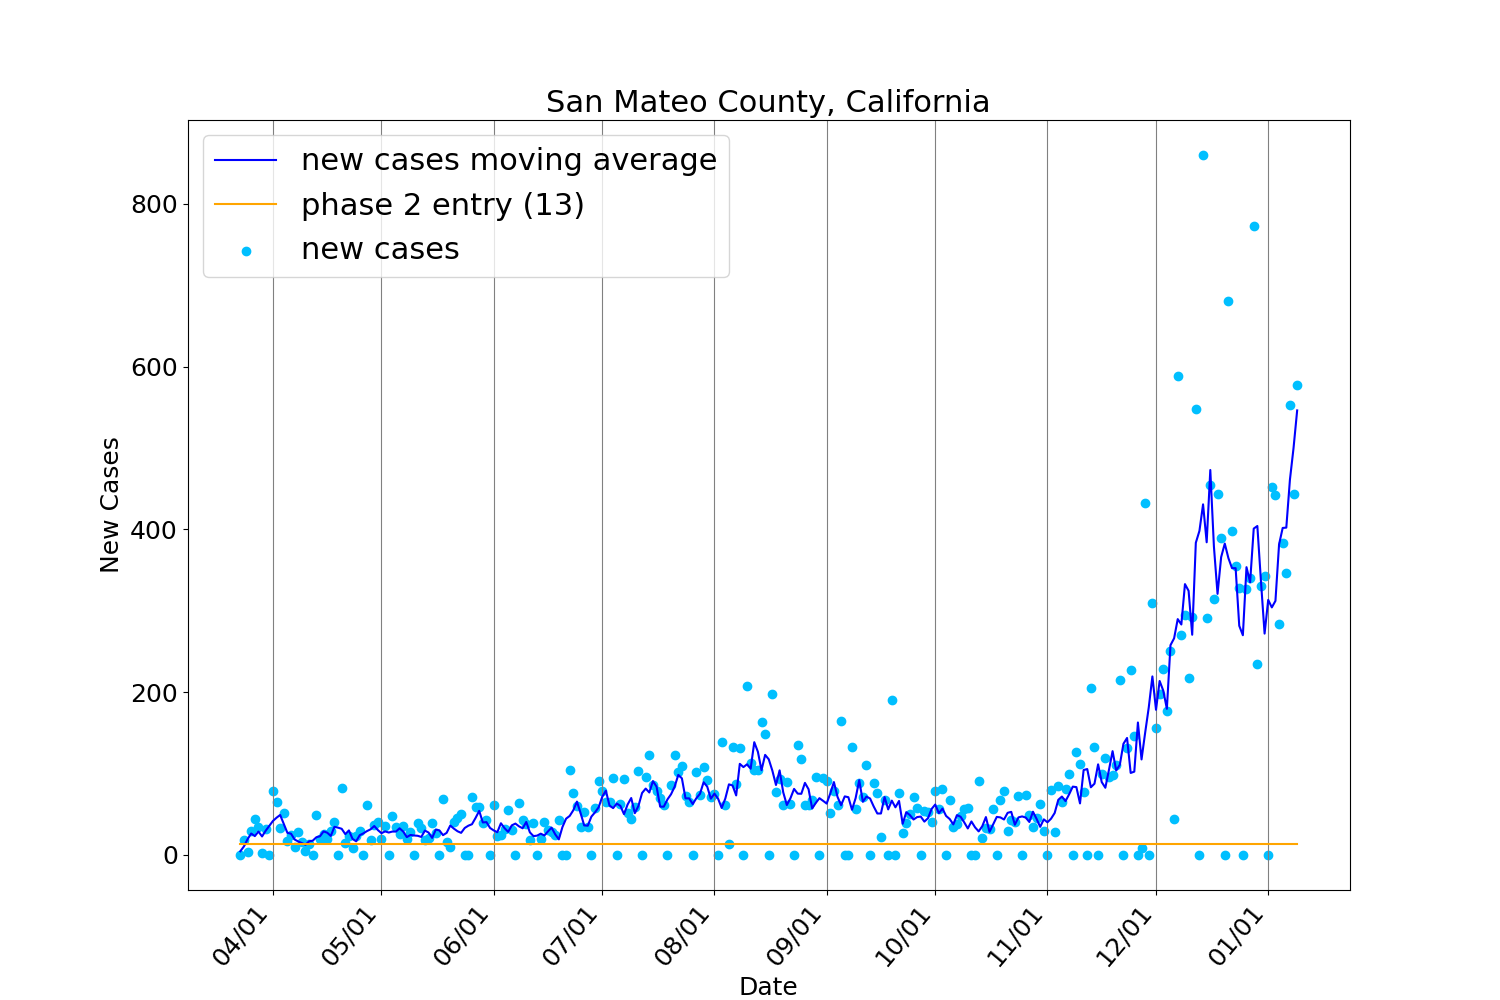 San Mateo County, California
new cases moving average
phase 2 entry (13)
new cases
800
600
400
200
0
New Cases
04/01
05/01
06/01
07/01
08/01
09/01
10/01
11/01
12/01
01/01
Date